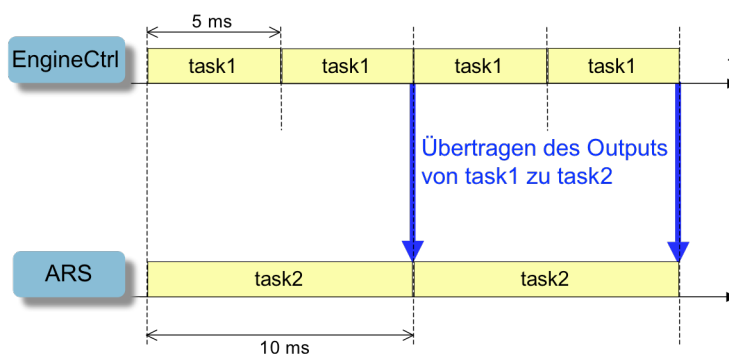 5 ms
EngineCtrl
task1 task1 task1 task1
Übertragen des Outputs
von task1 zu task2
ARS
task2 task2
10 ms